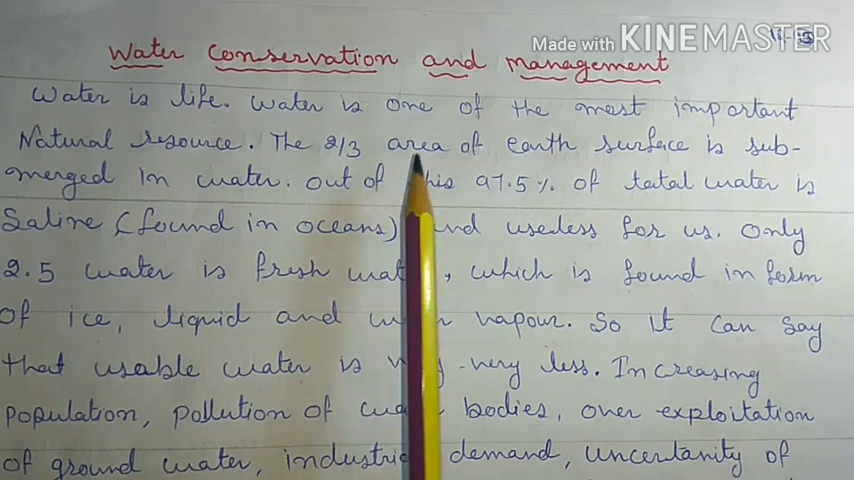 Made with KINEMASTER
Water Conservation and management
Water is life. Water is one of the most important
Natural resource. The 2/3 area of earth surface is sub-
merged in water. Out of 97.5% of total water is
Saline (found in oceans) and useless for us. Only
2.5 water is fresh water, which is found in form
of ice, liquid and water vapour. So it can say
that usable water is very-very less. Increasing
population, pollution of water bodies, over exploitation
of ground water, industrial demand, uncertanity of